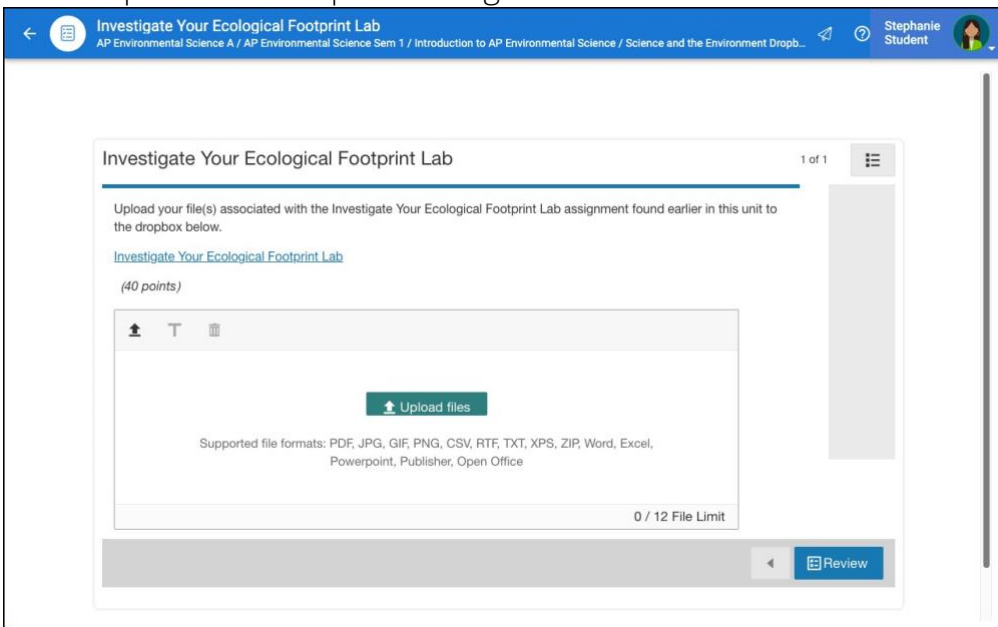 Investigate Your Ecological Footprint Lab
AP Environmental Science A / AP Environmental Science Sem 1 / Introduction to AP Environmental Science / Science and the Environment Dropb...
Stephanie
Student
Investigate Your Ecological Footprint Lab
1 of 1
Upload your file(s) associated with the Investigate Your Ecological Footprint Lab assignment found earlier in this unit to
the dropbox below.
Investigate Your Ecological Footprint Lab
(40 points)
Upload files
Supported file formats: PDF, JPG, GIF, PNG, CSV, RTF, TXT, XPS, ZIP, Word, Excel,
Powerpoint, Publisher, Open Office
0 / 12 File Limit
Review